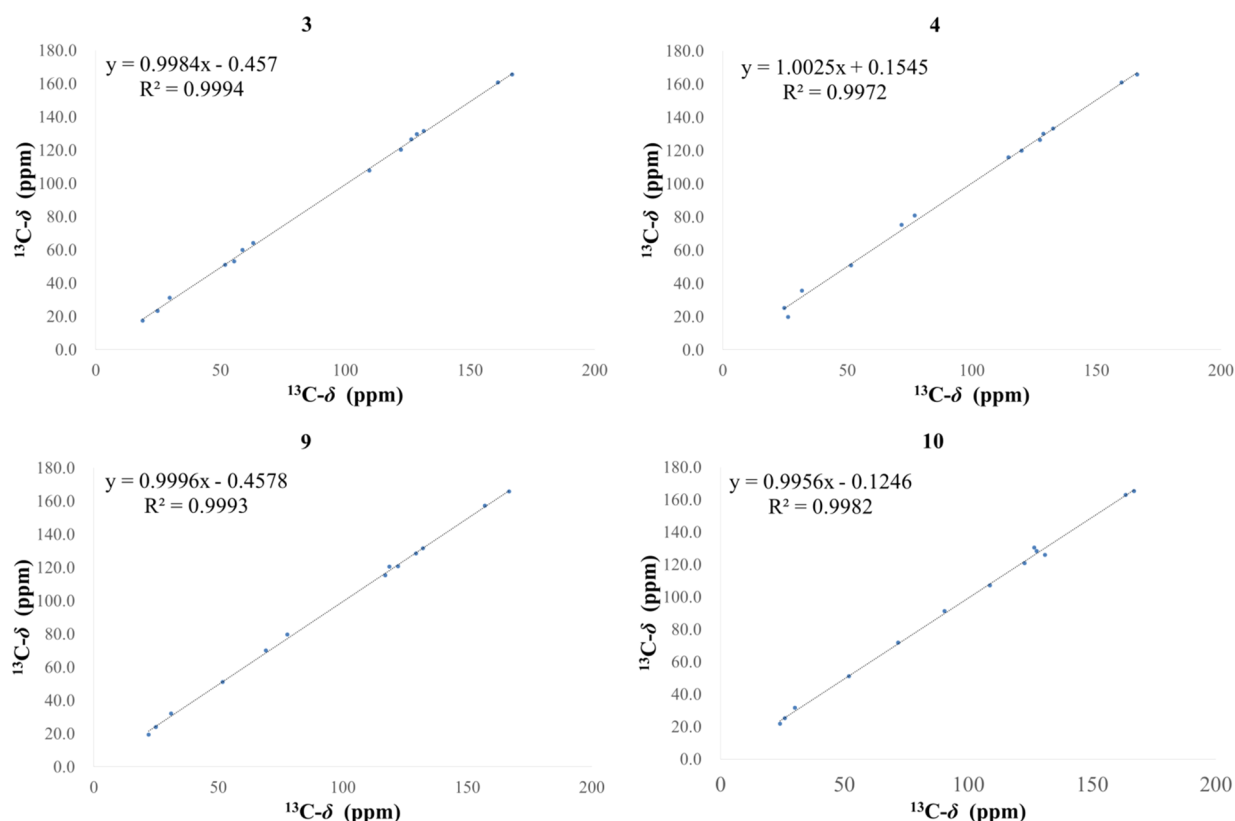 3
y = 0.9984x - 0.457
R² = 0.9994
180.0
160.0
140.0
120.0
100.0
80.0
60.0
40.0
20.0
0.0
¹³C-δ (ppm)
0 50 100 150 200
¹³C-δ (ppm)
4
y = 1.0025x + 0.1545
R² = 0.9972
180.0
160.0
140.0
120.0
100.0
80.0
60.0
40.0
20.0
0.0
¹³C-δ (ppm)
0 50 100 150 200
¹³C-δ (ppm)
9
y = 0.9996x - 0.4578
R² = 0.9993
180.0
160.0
140.0
120.0
100.0
80.0
60.0
40.0
20.0
0.0
¹³C-δ (ppm)
0 50 100 150 200
¹³C-δ (ppm)
10
y = 0.9956x - 0.1246
R² = 0.9982
180.0
160.0
140.0
120.0
100.0
80.0
60.0
40.0
20.0
0.0
¹³C-δ (ppm)
0 50 100 150 200
¹³C-δ (ppm)